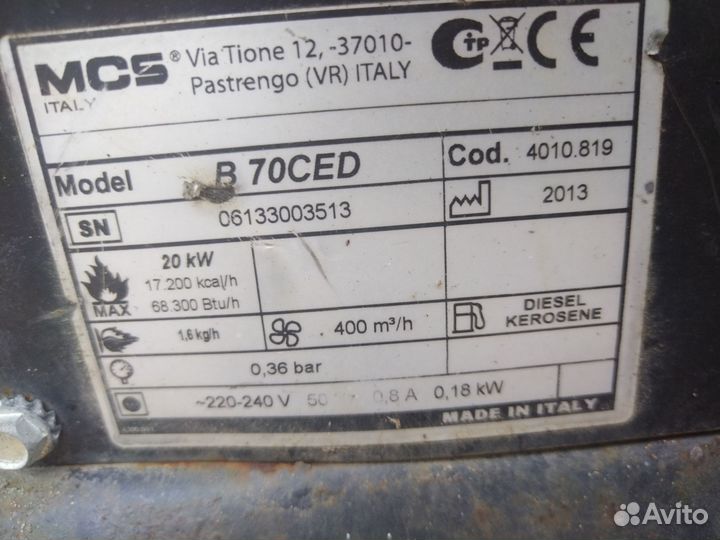 MCS® Via Tione 12, -37010-
ITALY Pastrengo (VR) ITALY
Model B 70CED Cod. 4010.819
SN 06133003513 2013
20 kW
17.200 kcal/h
MAX 68.300 Btu/h
1,6 kg/h 400 m³/h DIESEL
KEROSENE
0,36 bar
~220-240 V 50 0,8 A 0,18 kW
MADE IN ITALY
Avito